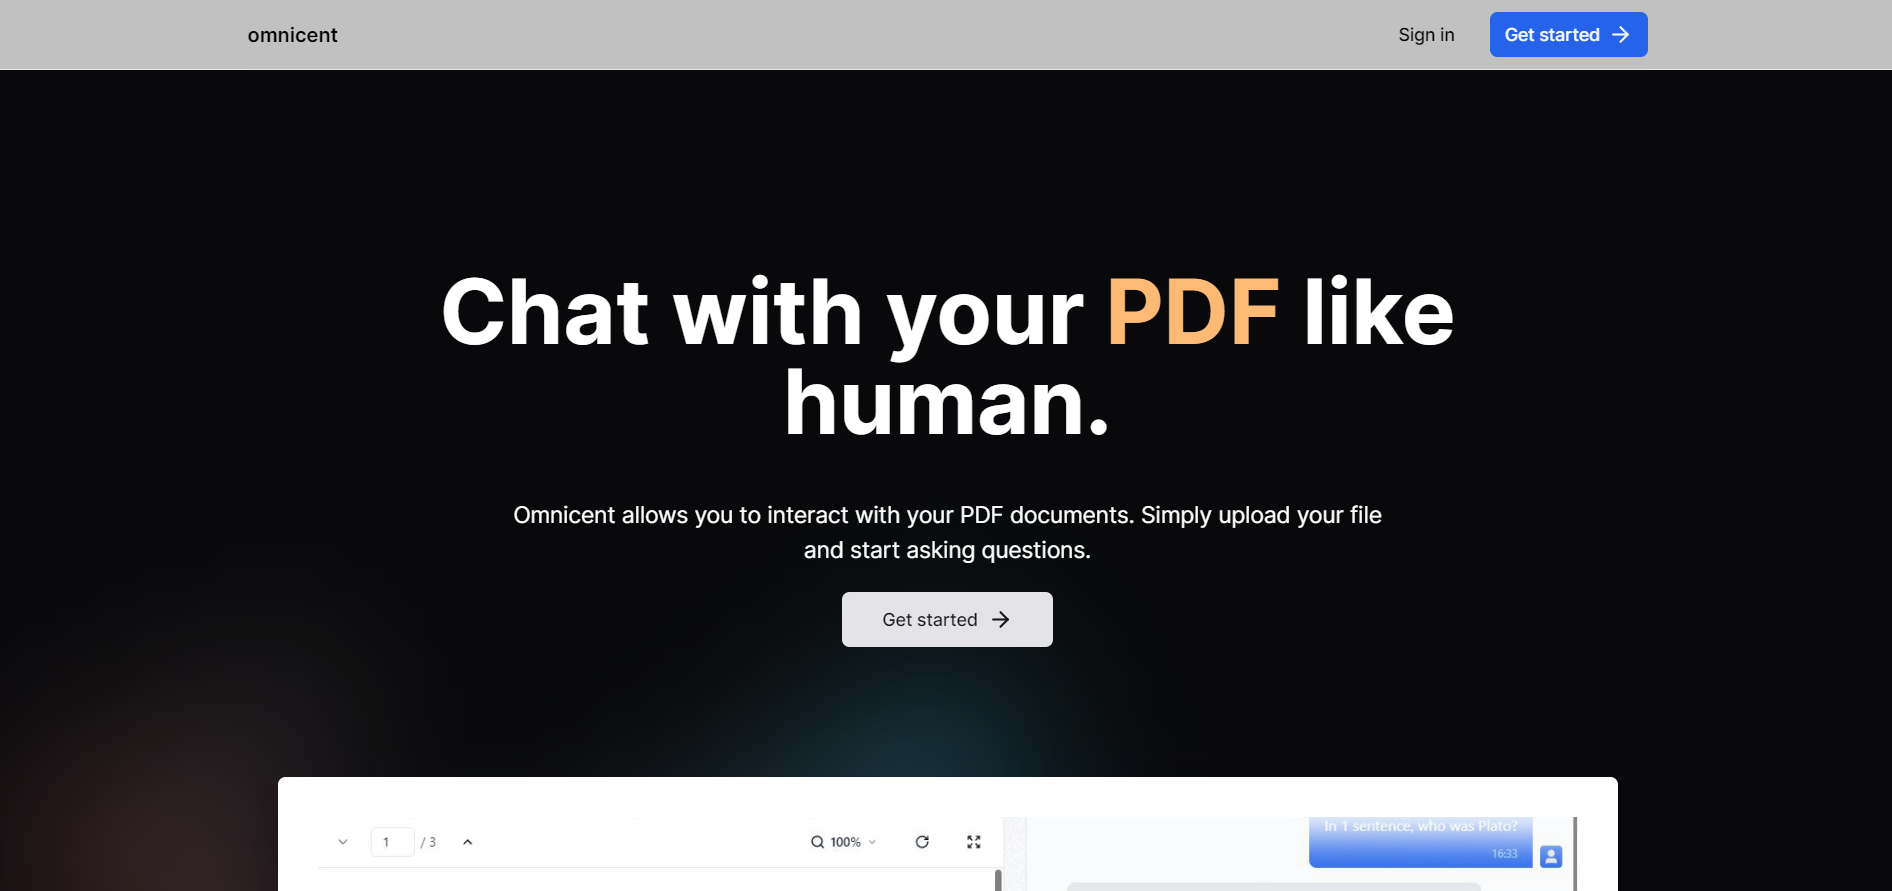 omnicent
Sign in
Get started
Chat with your PDF like
human.
Omnicent allows you to interact with your PDF documents. Simply upload your file
and start asking questions.
Get started
1 / 3
100%
In 1 sentence, who was Plato?
16:33